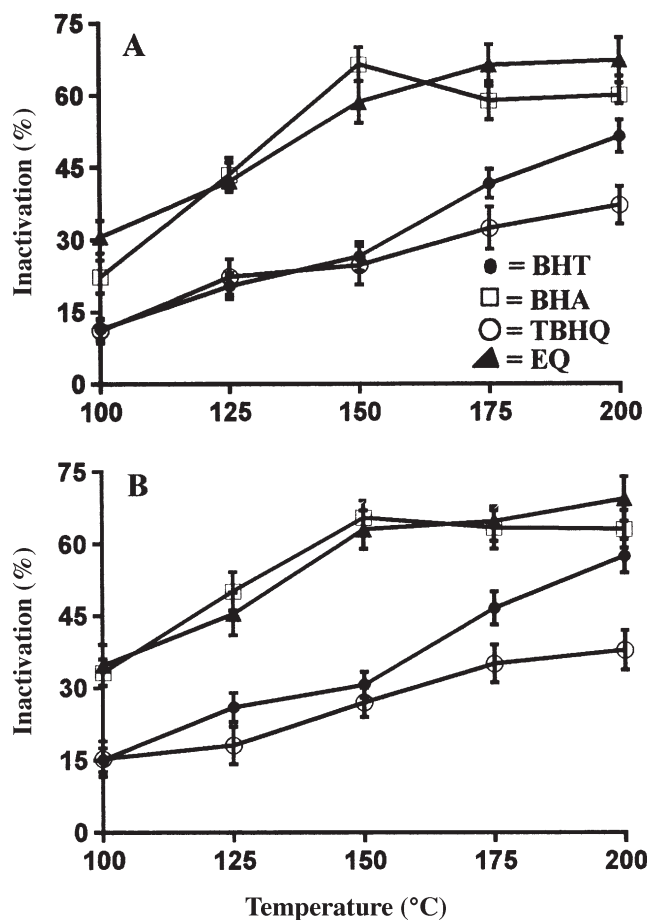 A
Inactivation (%)
75
60
45
30
15
0
● = BHT
□ = BHA
○ = TBHQ
▲ = EQ
100 125 150 175 200
B
Inactivation (%)
75
60
45
30
15
0
100 125 150 175 200
Temperature (°C)